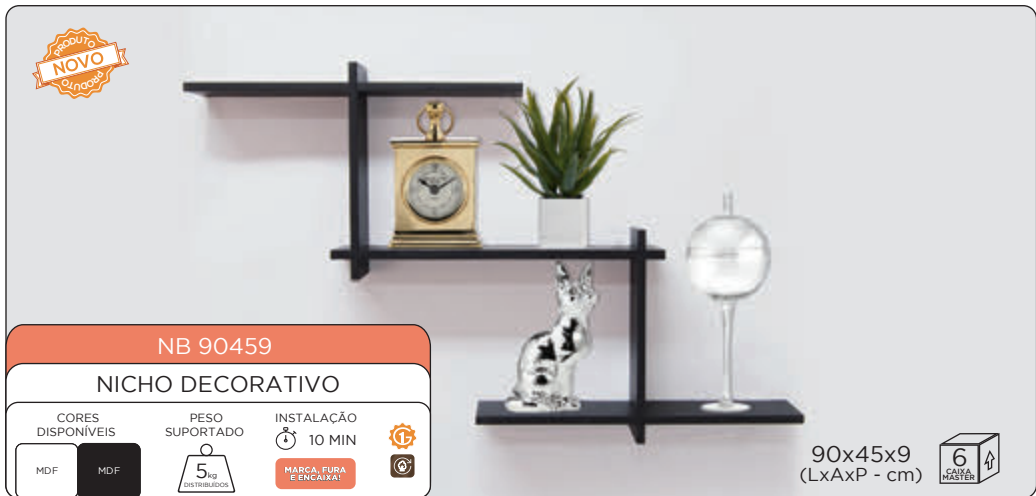 PRODUTO
NOVO
PRODUTO
NB 90459
NICHO DECORATIVO
CORES
DISPONÍVEIS
MDF
MDF
PESO
SUPORTADO
5kg
DISTRIBUÍDOS
INSTALAÇÃO
10 MIN
MARCA, FURA
E ENCAIXA!
90x45x9
(LxAxP - cm)
6
CAIXA
MASTER